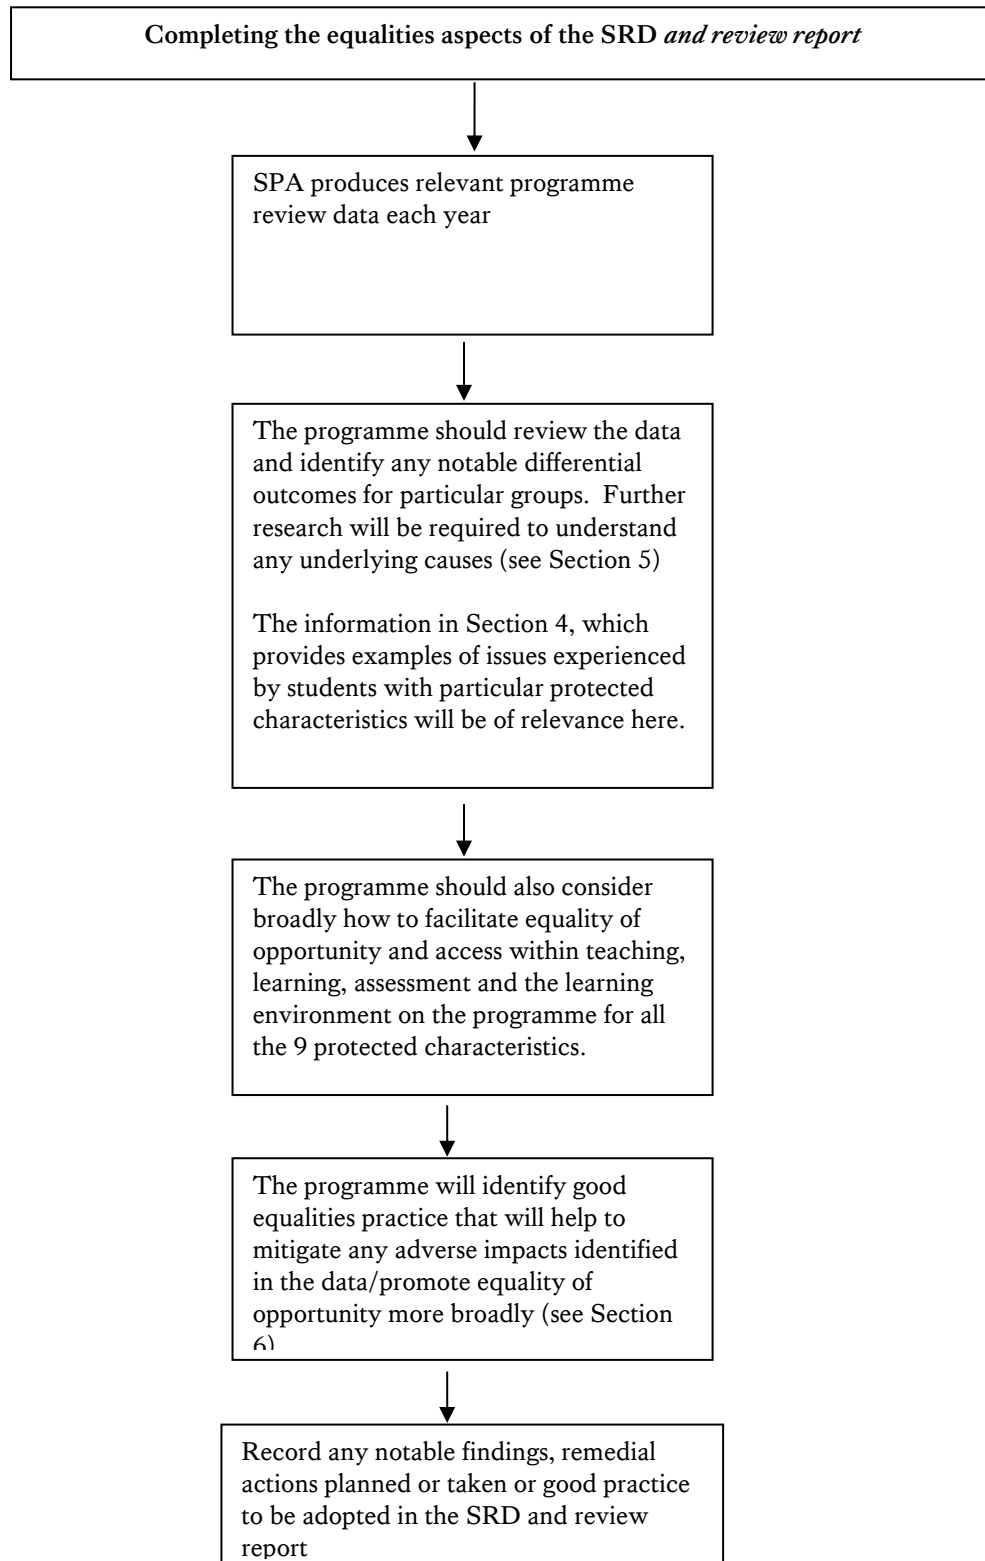 Completing the equalities aspects of the SRD and review report
SPA produces relevant programme
review data each year
The programme should review the data
and identify any notable differential
outcomes for particular groups.  Further
research will be required to understand
any underlying causes (see Section 5)
The information in Section 4, which
provides examples of issues experienced
by students with particular protected
characteristics will be of relevance here.
The programme should also consider
broadly how to facilitate equality of
opportunity and access within teaching,
learning, assessment and the learning
environment on the programme for all
the 9 protected characteristics.
The programme will identify good
equalities practice that will help to
mitigate any adverse impacts identified
in the data/promote equality of
opportunity more broadly (see Section
6)
Record any notable findings, remedial
actions planned or taken or good practice
to be adopted in the SRD and review
report